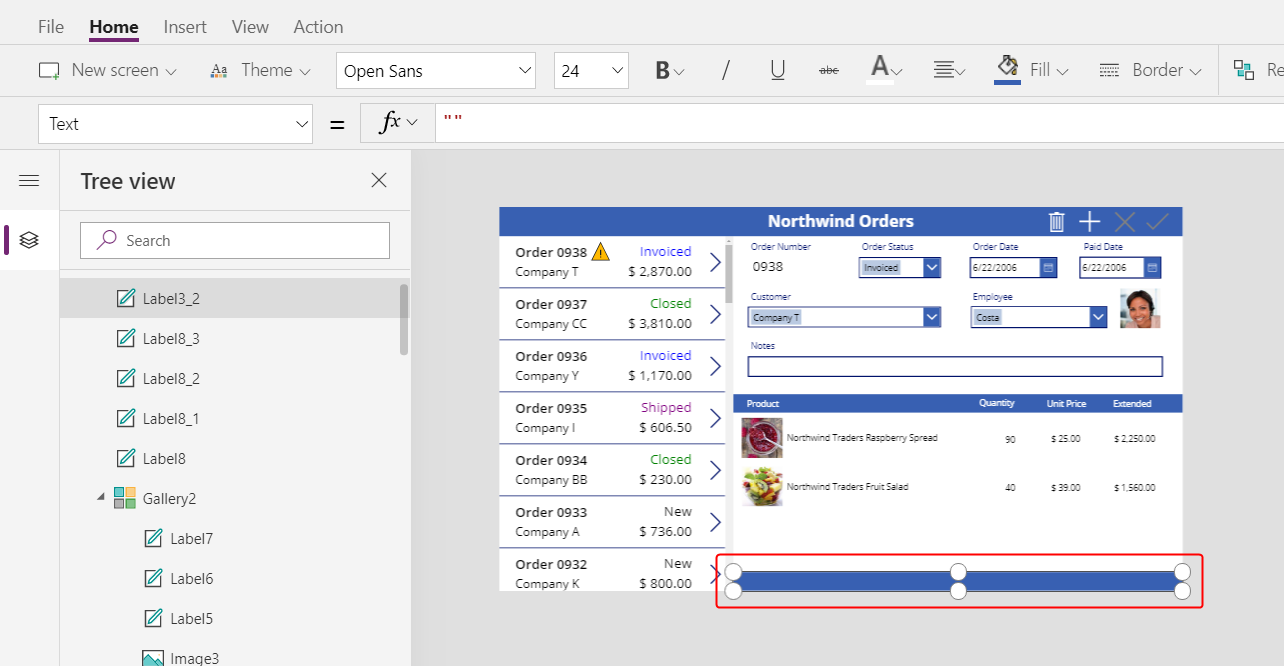 File Home Insert View Action
New screen Theme Open Sans 24 B / U abc A Fill Border Re
Text = fx ""
Tree view
Search
Label3_2
Label8_3
Label8_2
Label8_1
Label8
Gallery2
Label7
Label6
Label5
Image3
Northwind Orders
Order 0938 Invoiced
Company T $ 2,870.00
Order 0937 Closed
Company CC $ 3,810.00
Order 0936 Invoiced
Company Y $ 1,170.00
Order 0935 Shipped
Company I $ 606.50
Order 0934 Closed
Company BB $ 230.00
Order 0933 New
Company A $ 736.00
Order 0932 New
Company K $ 800.00
Order Number Order Status Order Date Paid Date
0938 Invoiced 6/22/2006 6/22/2006
Customer Employee
Company T Costa
Notes
Product Quantity Unit Price Extended
Northwind Traders Raspberry Spread 90 $ 25.00 $ 2,250.00
Northwind Traders Fruit Salad 40 $ 39.00 $ 1,560.00